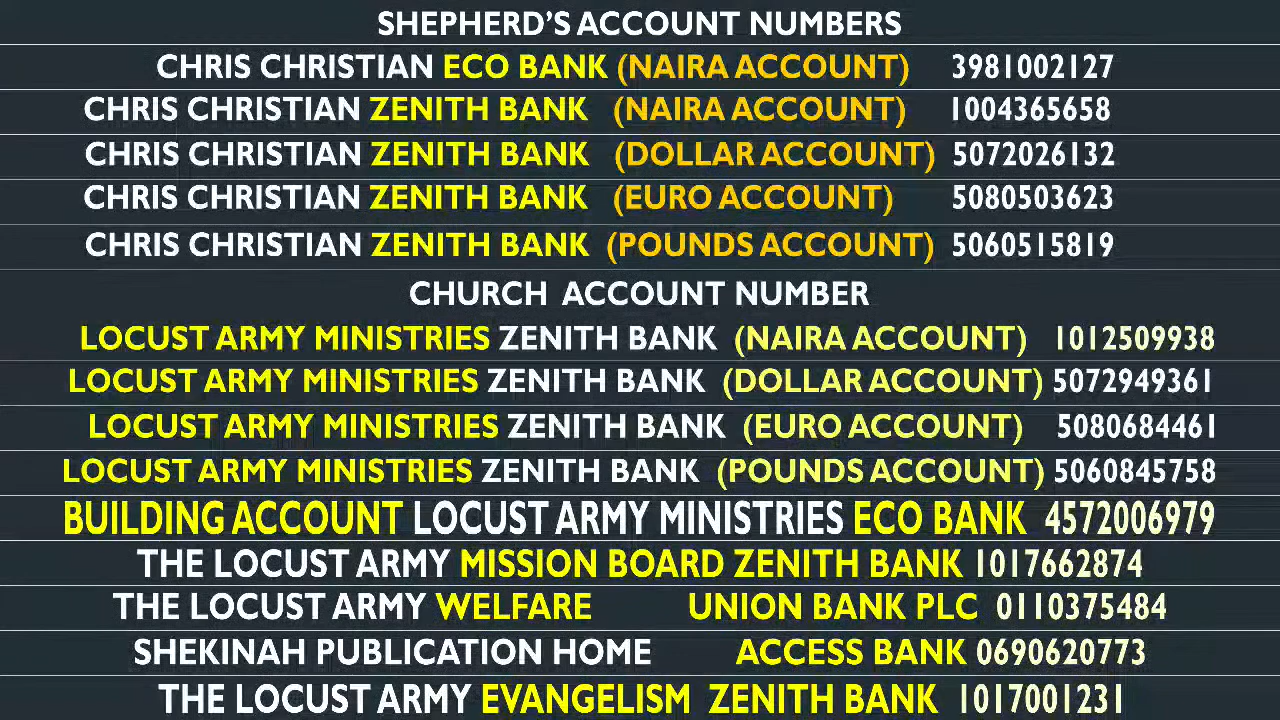 SHEPHERD'S ACCOUNT NUMBERS
CHRIS CHRISTIAN ECO BANK (NAIRA ACCOUNT) 3981002127
CHRIS CHRISTIAN ZENITH BANK (NAIRA ACCOUNT) 1004365658
CHRIS CHRISTIAN ZENITH BANK (DOLLAR ACCOUNT) 5072026132
CHRIS CHRISTIAN ZENITH BANK (EURO ACCOUNT) 5080503623
CHRIS CHRISTIAN ZENITH BANK (POUNDS ACCOUNT) 5060515819
CHURCH ACCOUNT NUMBER
LOCUST ARMY MINISTRIES ZENITH BANK (NAIRA ACCOUNT) 1012509938
LOCUST ARMY MINISTRIES ZENITH BANK (DOLLAR ACCOUNT) 5072949361
LOCUST ARMY MINISTRIES ZENITH BANK (EURO ACCOUNT) 5080684461
LOCUST ARMY MINISTRIES ZENITH BANK (POUNDS ACCOUNT) 5060845758
BUILDING ACCOUNT LOCUST ARMY MINISTRIES ECO BANK 4572006979
THE LOCUST ARMY MISSION BOARD ZENITH BANK 1017662874
THE LOCUST ARMY WELFARE UNION BANK PLC 0110375484
SHEKINAH PUBLICATION HOME ACCESS BANK 0690620773
THE LOCUST ARMY EVANGELISM ZENITH BANK 1017001231